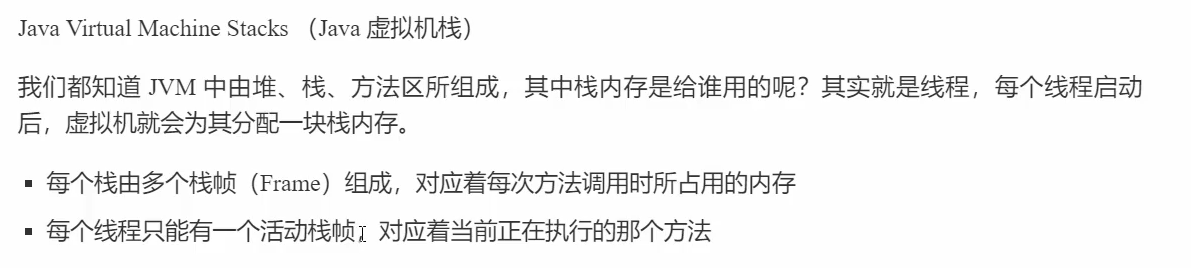 Java Virtual Machine Stacks （Java 虚拟机栈）
我们都知道 JVM 中由堆、栈、方法区所组成，其中栈内存是给谁用的呢？其实就是线程，每个线程启动
后，虚拟机就会为其分配一块栈内存。
▪ 每个栈由多个栈帧（Frame）组成，对应着每次方法调用时所占用的内存
▪ 每个线程只能有一个活动栈帧，对应着当前正在执行的那个方法